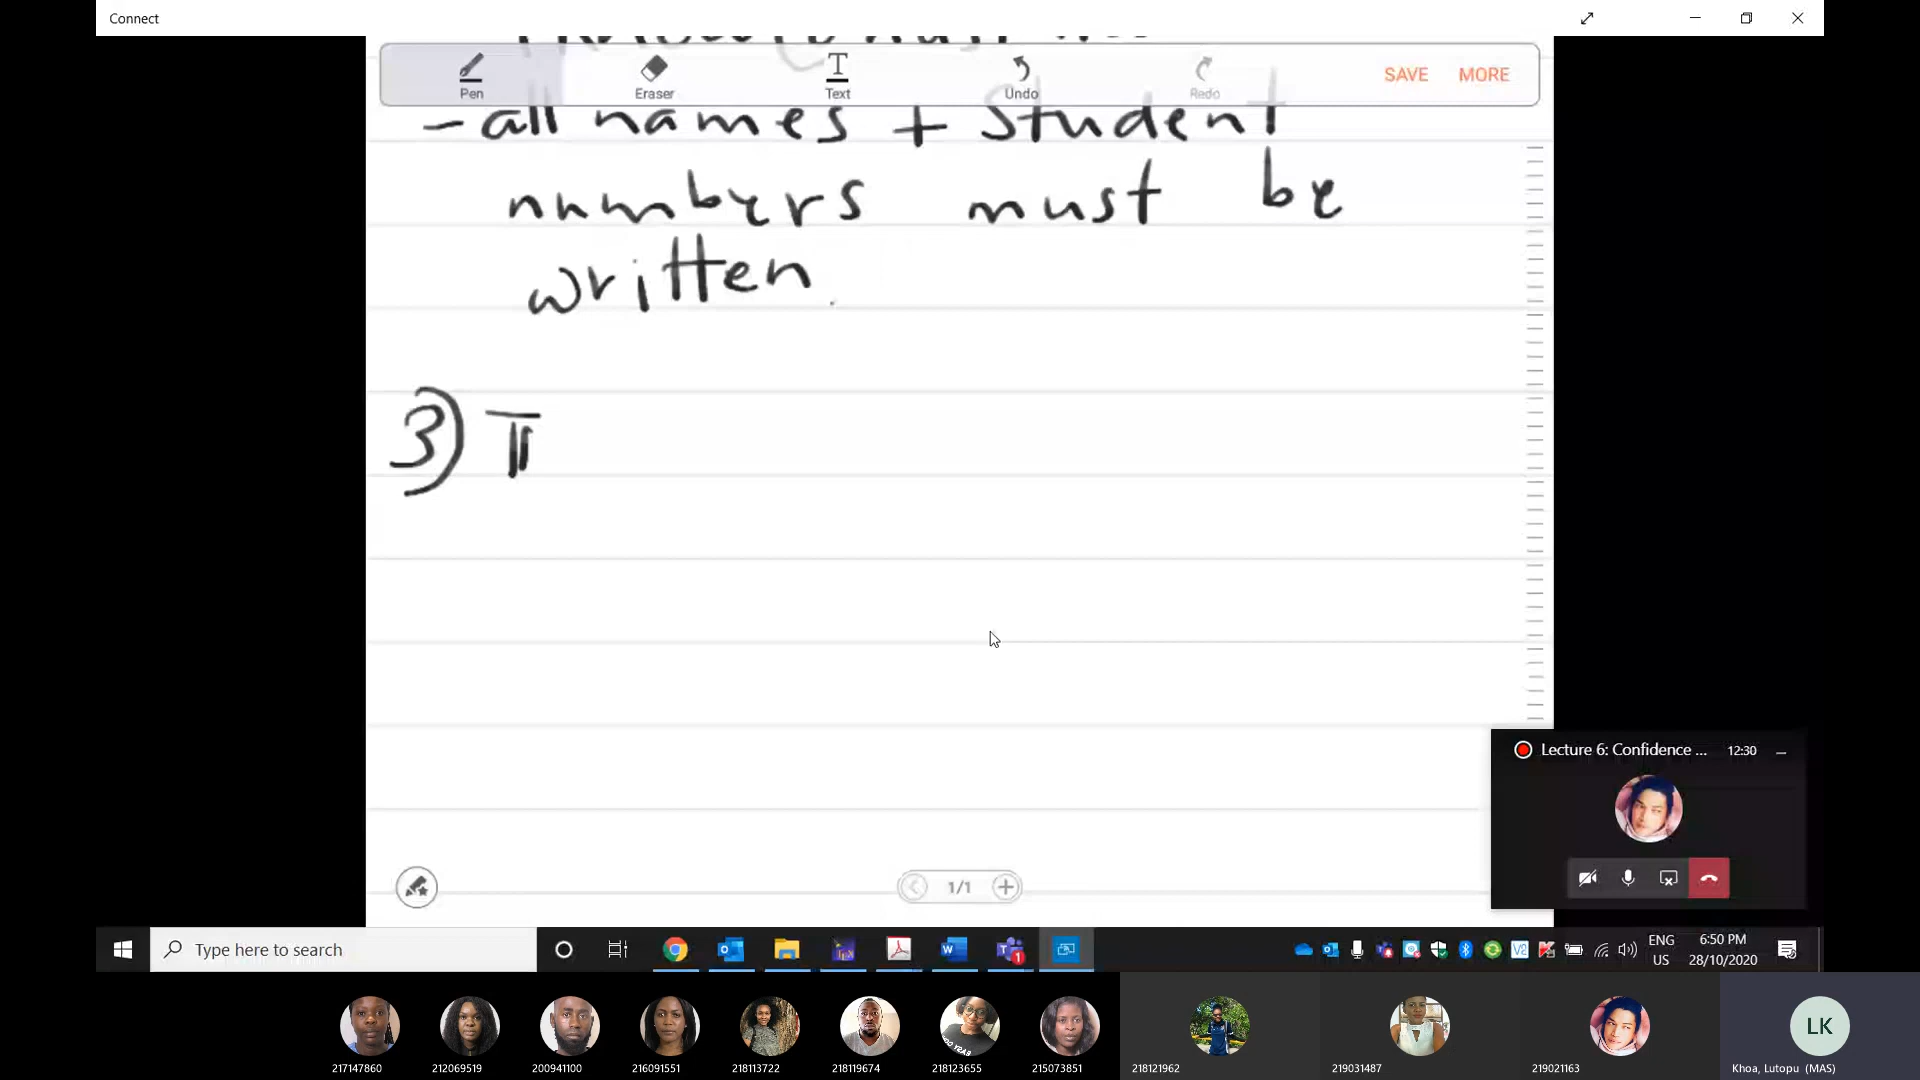 Connect
Pen
Eraser
Text
Undo
Redo
SAVE
MORE
- all names + Student
numbers must be
written.
3) T
1/1
Lecture 6: Confidence ...
12:30
Type here to search
1
ENG
US
6:50 PM
28/10/2020
217147860
212069519
200941100
216091551
218113722
218119674
218123655
215073851
218121962
219031487
219021163
LK
Khoa, Lutopu (MAS)